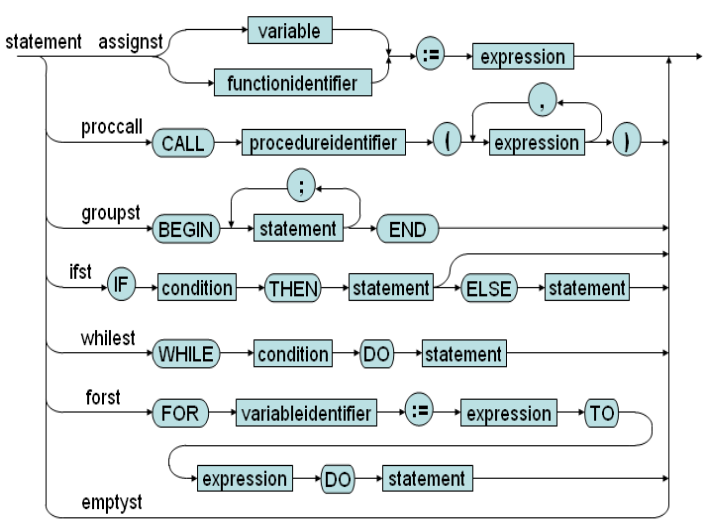 statement assignst variable := expression
functionidentifier
,
proccall CALL procedureidentifier ( expression )
;
groupst BEGIN statement END
ifst IF condition THEN statement ELSE statement
whilest WHILE condition DO statement
forst FOR variableidentifier := expression TO
expression DO statement
emptyst